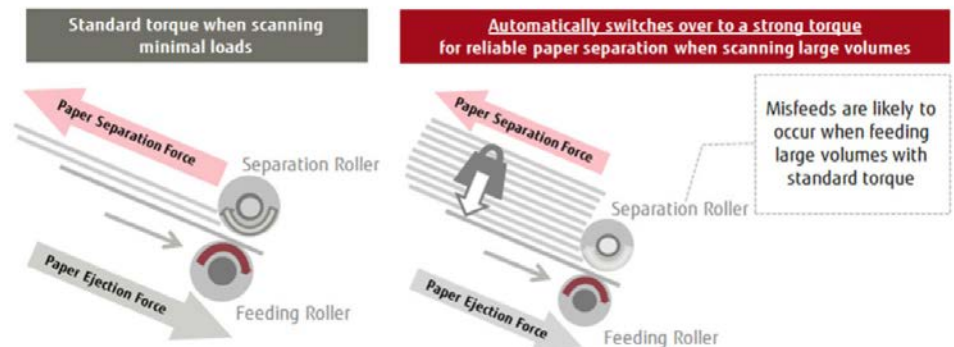 Standard torque when scanning
minimal loads
Paper Separation Force
Separation Roller
Paper Ejection Force
Feeding Roller
Automatically switches over to a strong torque
for reliable paper separation when scanning large volumes
Paper Separation Force
Misfeeds are likely to
occur when feeding
large volumes with
standard torque
Separation Roller
Paper Ejection Force
Feeding Roller